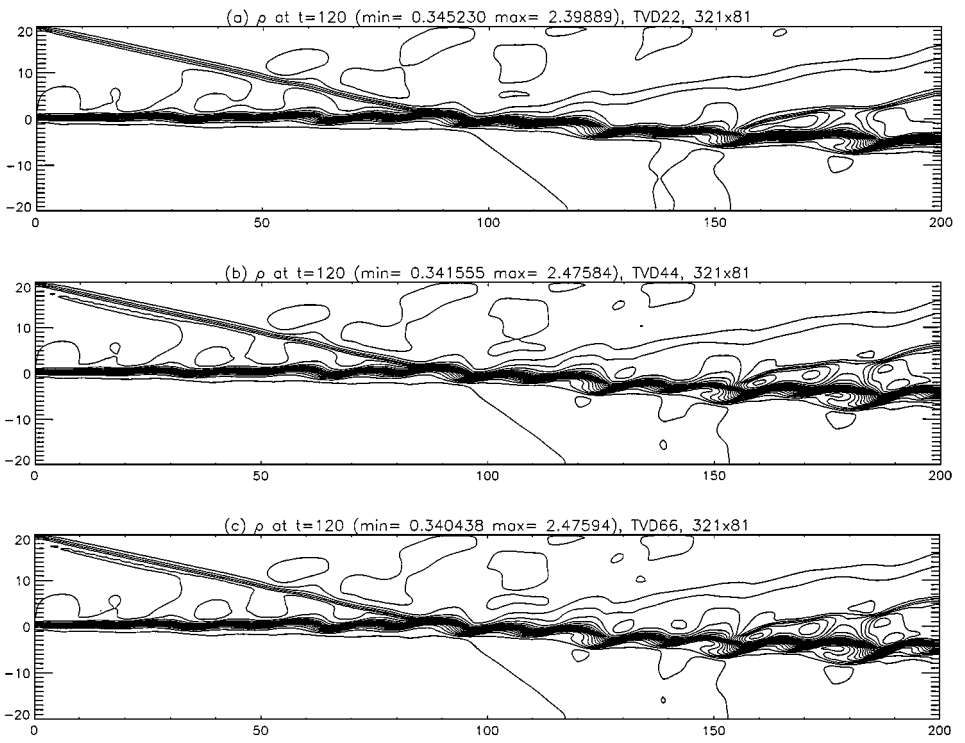 (a) ρ at t=120 (min= 0.345230 max= 2.39889), TVD22, 321x81
20
10
0
-10
-20
0 50 100 150 200
(b) ρ at t=120 (min= 0.341555 max= 2.47584), TVD44, 321x81
20
10
0
-10
-20
0 50 100 150 200
(c) ρ at t=120 (min= 0.340438 max= 2.47594), TVD66, 321x81
20
10
0
-10
-20
0 50 100 150 200